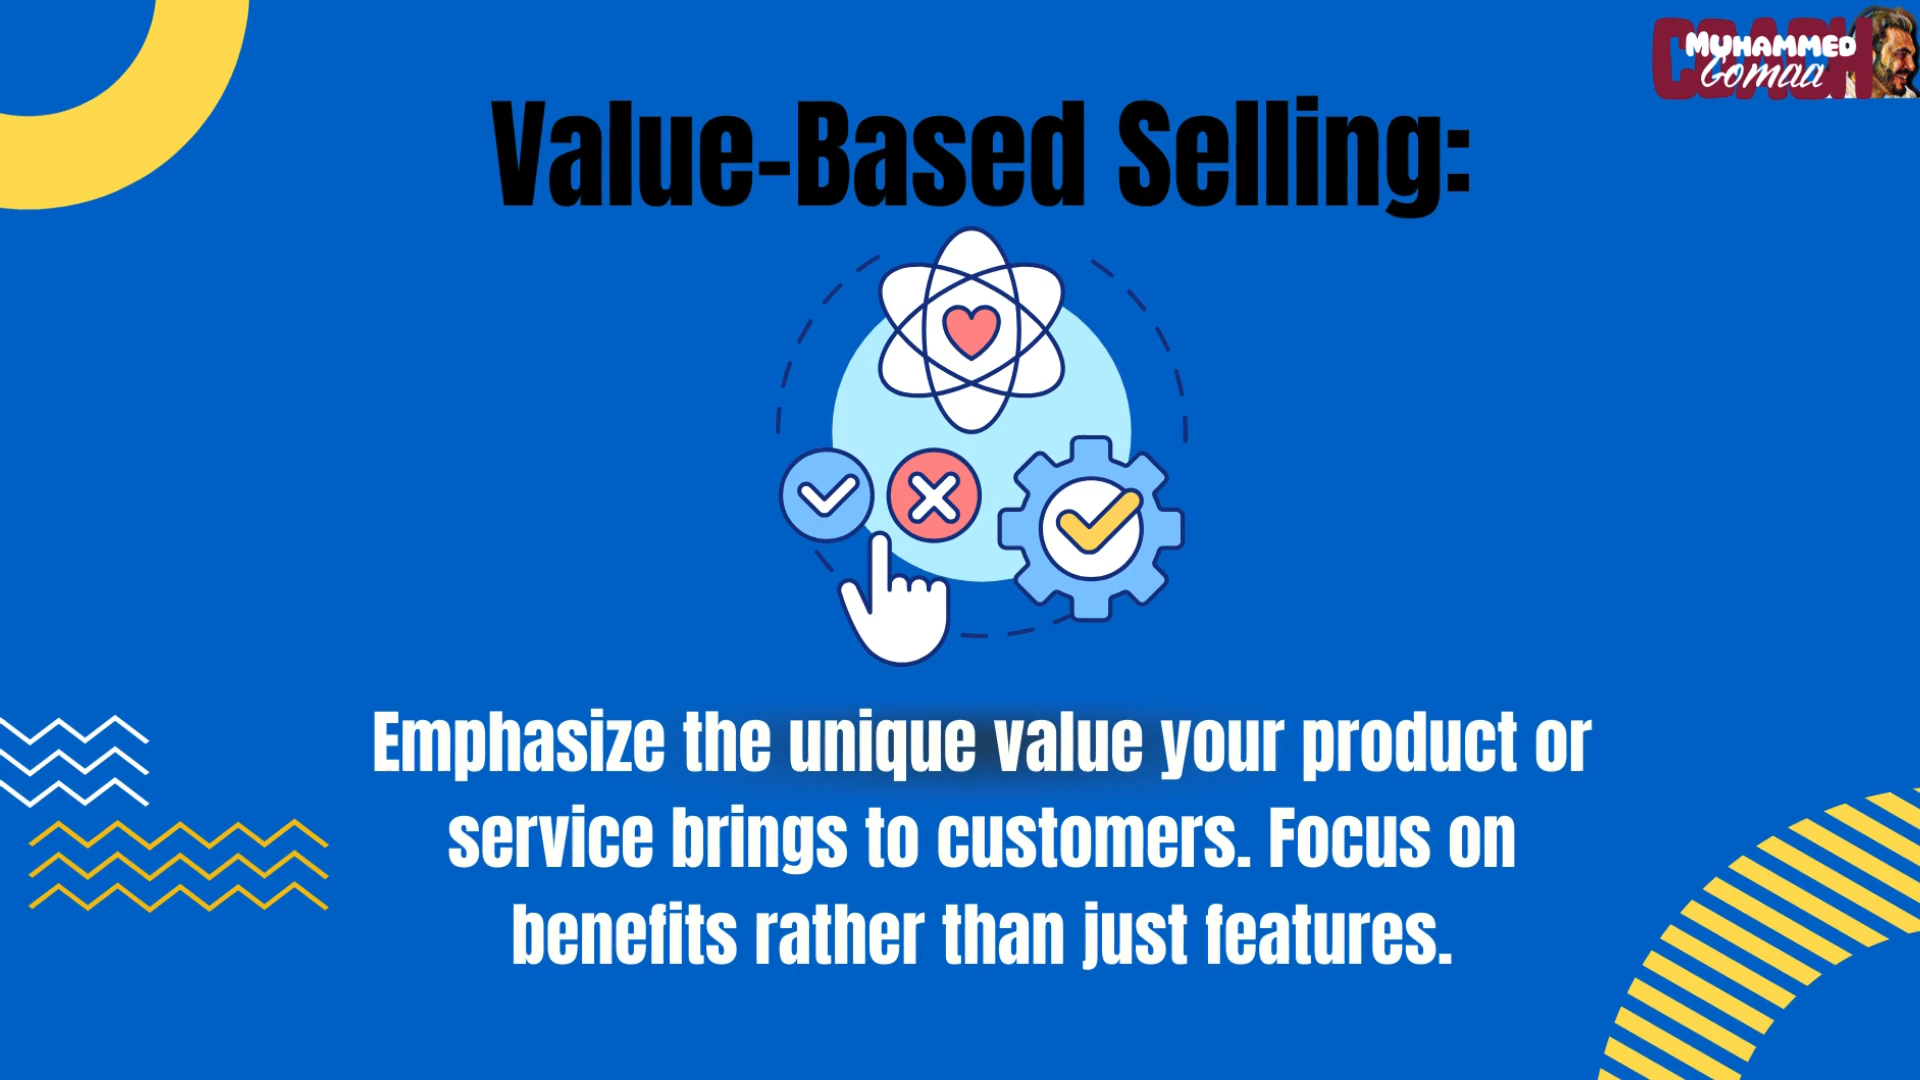 COACH
MUHAMMED
Gomaa
Value-Based Selling:
Emphasize the unique value your product or
service brings to customers. Focus on
benefits rather than just features.